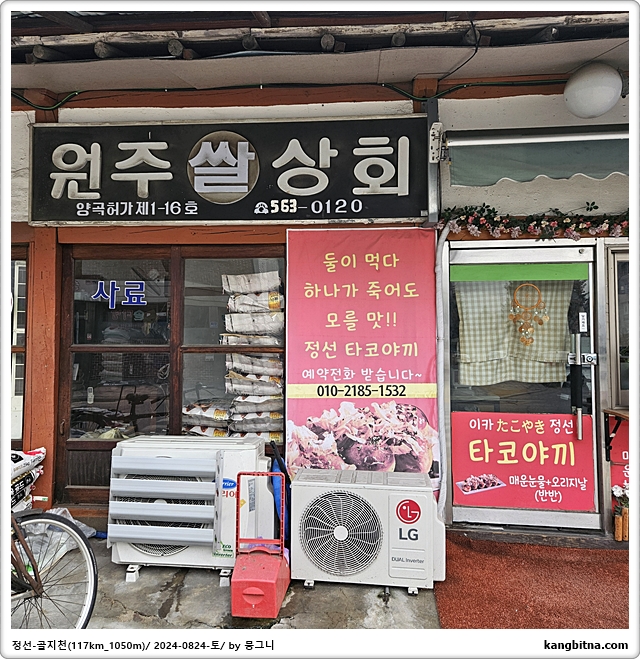 원주쌀상회
양곡허가제1-16호 ☎563-0120
사료
둘이 먹다
하나가 죽어도
모를 맛!!
정선 타코야끼
예약전화 받습니다~
010-2185-1532
이카 たこやき 정선
타코야끼
매운눈물+오리지날
(반반)
LG
DUAL Inverter
정선-골지천(117km_1050m)/ 2024-0824-토/ by 뭉그니
kangbitna.com